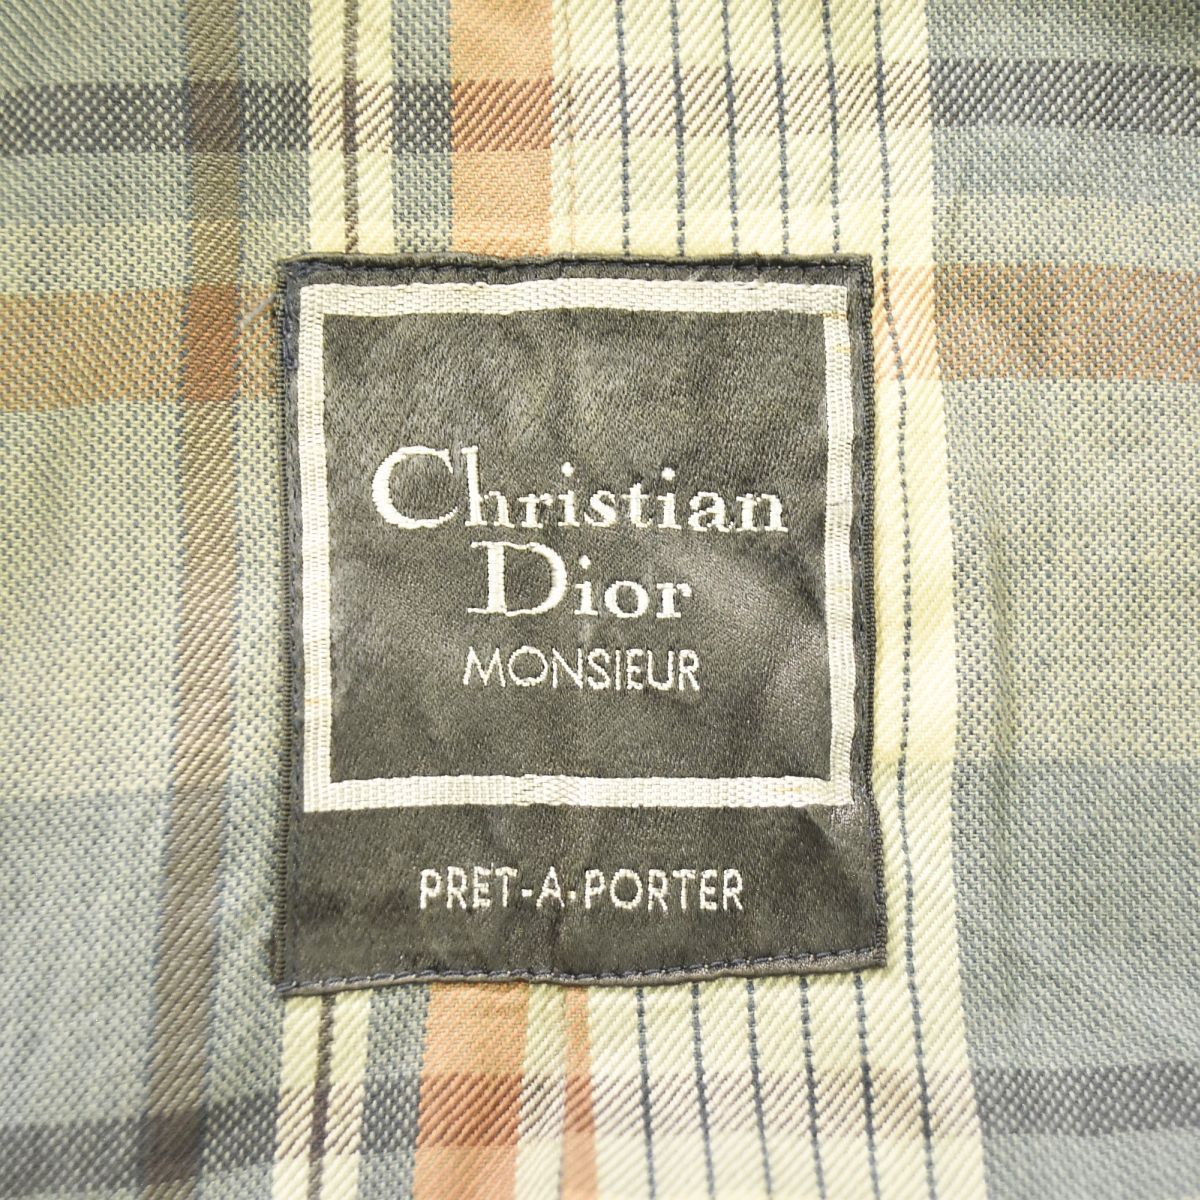 Christian
Dior
MONSIEUR
PRET-A-PORTER